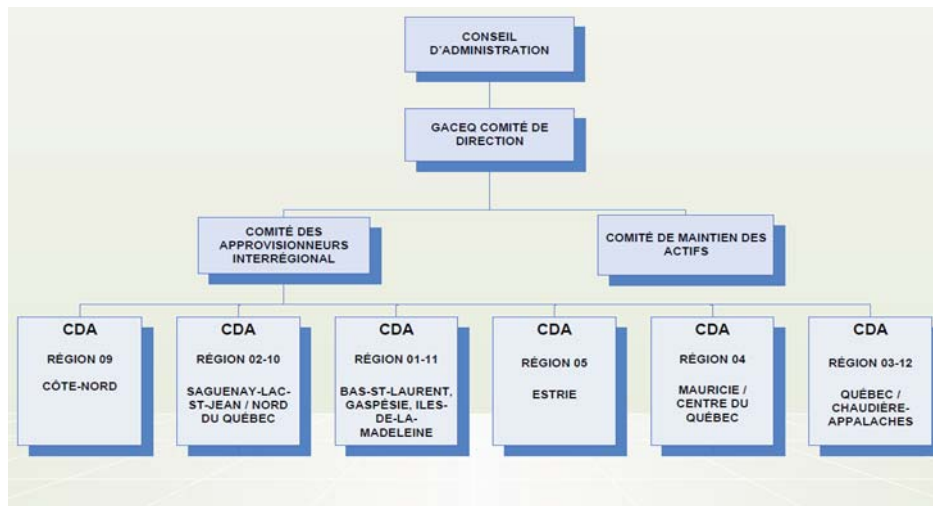 CONSEIL
D'ADMINISTRATION
GACEQ COMITÉ DE
DIRECTION
COMITÉ DES
APPROVISIONNEURS
INTERRÉGIONAL
COMITÉ DE MAINTIEN DES
ACTIFS
CDA
RÉGION 09
CÔTE-NORD
CDA
RÉGION 02-10
SAGUENAY-LAC-
ST-JEAN / NORD
DU QUÉBEC
CDA
RÉGION 01-11
BAS-ST-LAURENT,
GASPÉSIE, ILES-
DE-LA-
MADELEINE
CDA
RÉGION 05
ESTRIE
CDA
RÉGION 04
MAURICIE /
CENTRE DU
QUÉBEC
CDA
RÉGION 03-12
QUÉBEC /
CHAUDIÈRE-
APPALACHES